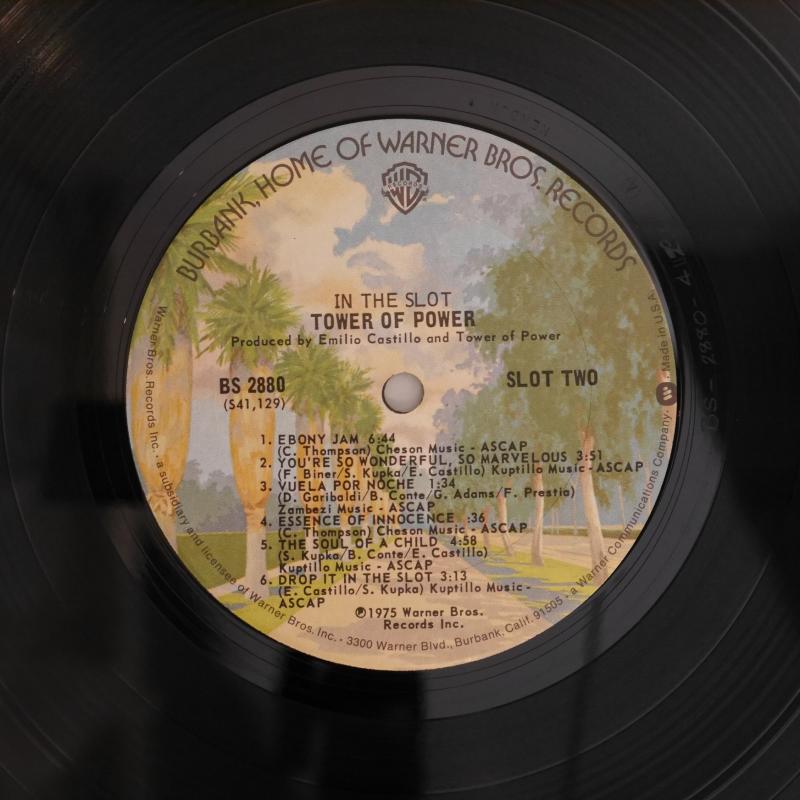 BURBANK, HOME OF WARNER BROS. RECORDS
RECORDS
IN THE SLOT
TOWER OF POWER
Produced by Emilio Castillo and Tower of Power
BS 2880
(S41,129)
SLOT TWO
1. EBONY JAM 6:44
(C. Thompson) Cheson Music - ASCAP
2. YOU'RE SO WONDERFUL, SO MARVELOUS 3:51
(F. Biner/S. Kupka/E. Castillo) Kuptillo Music - ASCAP
3. VUELA POR NOCHE 1:34
(D. Garibaldi/B. Conte/G. Adams/F. Prestia)
Zambezi Music - ASCAP
4. ESSENCE OF INNOCENCE :36
(C. Thompson) Cheson Music - ASCAP
5. THE SOUL OF A CHILD 4:58
(S. Kupka/B. Conte/E. Castillo)
Kuptillo Music - ASCAP
6. DROP IT IN THE SLOT 3:13
(E. Castillo/S. Kupka) Kuptillo Music -
ASCAP
℗1975 Warner Bros.
Records Inc.
Warner Bros. Records Inc. • a subsidiary and licensee of Warner Bros. Inc. • 3300 Warner Blvd., Burbank, Calif. 91505 • a Warner Communications Company • Made in U.S.A.